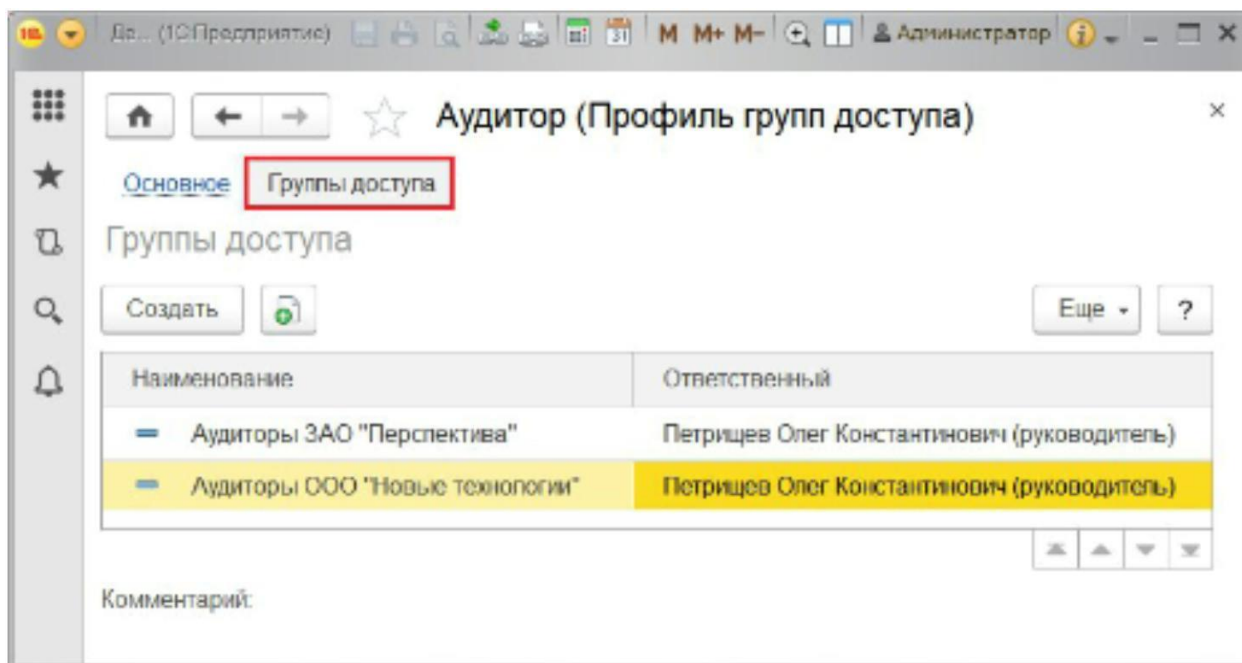 Де... (1С:Предприятие) 31 M M+ M- Администратор
Аудитор (Профиль групп доступа)
Основное Группы доступа
Группы доступа
Создать Еще ?
Наименование Ответственный
Аудиторы ЗАО "Перспектива" Петрищев Олег Константинович (руководитель)
Аудиторы ООО "Новые технологии" Петрищев Олег Константинович (руководитель)
Комментарий: